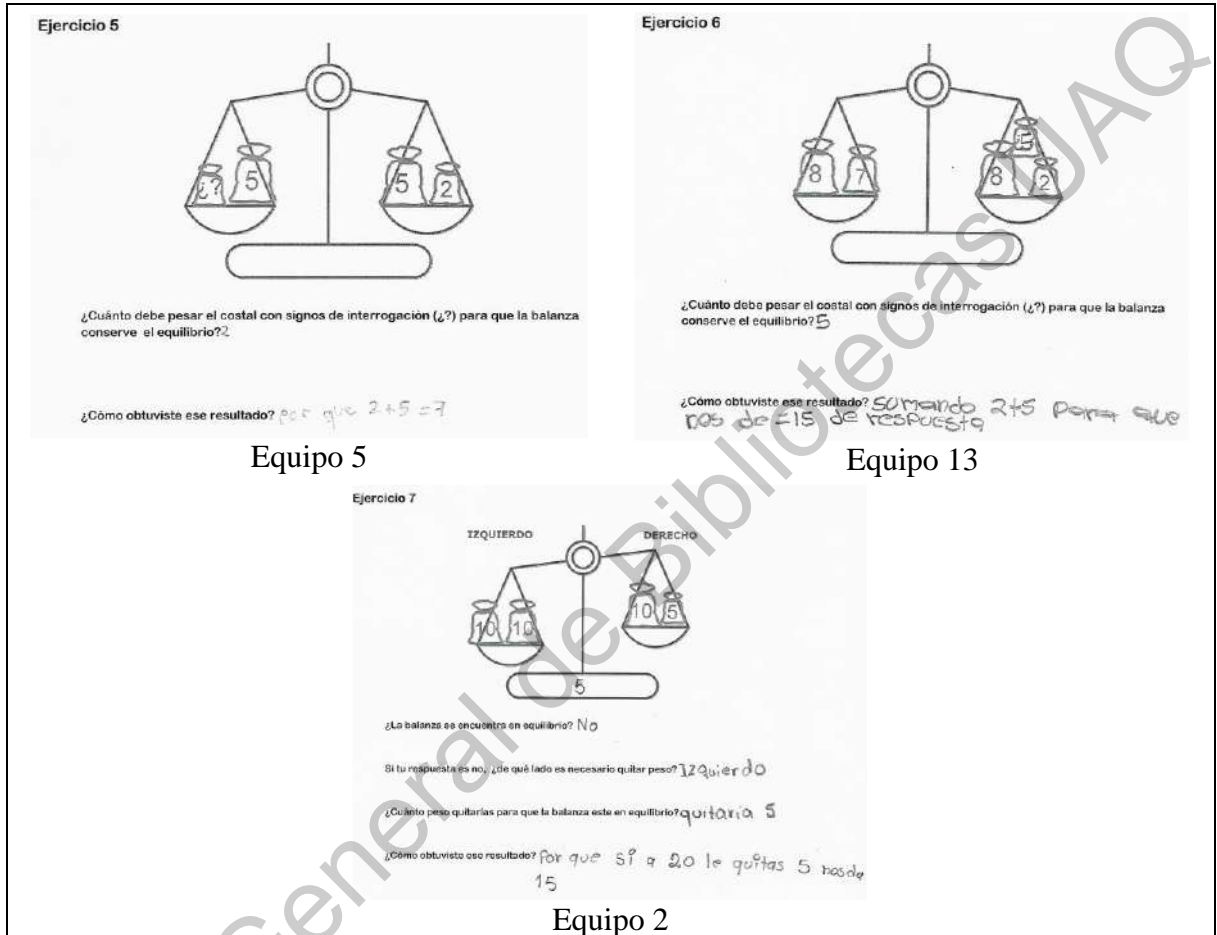 Ejercicio 5
¿? 5 5 2
¿Cuánto debe pesar el costal con signos de interrogación (¿?) para que la balanza
conserve el equilibrio? 2
¿Cómo obtuviste ese resultado? por que 2+5=7
Equipo 5
Ejercicio 6
8 7 8 5 2
¿Cuánto debe pesar el costal con signos de interrogación (¿?) para que la balanza
conserve el equilibrio? 5
¿Cómo obtuviste ese resultado? sumando 2+5 para que
nos de =15 de respuesta
Equipo 13
Ejercicio 7
IZQUIERDO DERECHO
10 10 10 5
5
¿La balanza se encuentra en equilibrio? No
Si tu respuesta es no, ¿de qué lado es necesario quitar peso? Izquierdo
¿Cuánto peso quitarías para que la balanza este en equilibrio? quitaria 5
¿Cómo obtuviste ese resultado? Por que si a 20 le quitas 5 nos da
15
Equipo 2
General de Bibliotecas UAQ